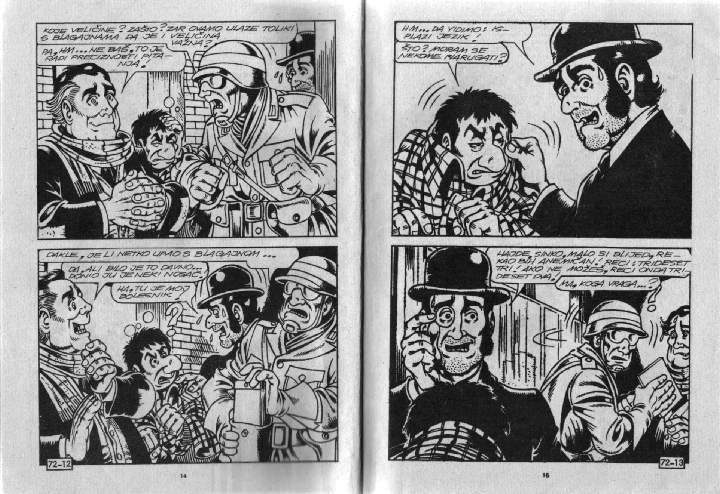 KOJE VELIČINE? ZAŠTO? ZAR OVAMO ULAZE TOLIKI
S BLAGAJNAMA DA JE I VELIČINA
VAŽNA?
PA, HM... NE BAŠ. TO JE
RADI PRECIZNOSTI PITA-
NJA!
DAKLE, JE LI NETKO UPAO S BLAGAJNOM...
DA, ALI BILO JE TO DAVNO...
DONIO JU JE NEKI NOSAČ,
HA, TU JE MOJ
BOLESNIK.
72-12
14
HM... DA VIDIMO: IS-
PLAZI JEZIK!
ŠTO? MORAM SE
NEKOME NARUGATI?
HAJDE, SINKO, MALO SI BLIJED, RE-
KAO BIH ANEMIČAN! RECI: TRIDESET
TRI! AKO NE MOŽEŠ, RECI ONDA TRI-
DESET DVA!
MA, KOGA VRAGA...?
72-13
15